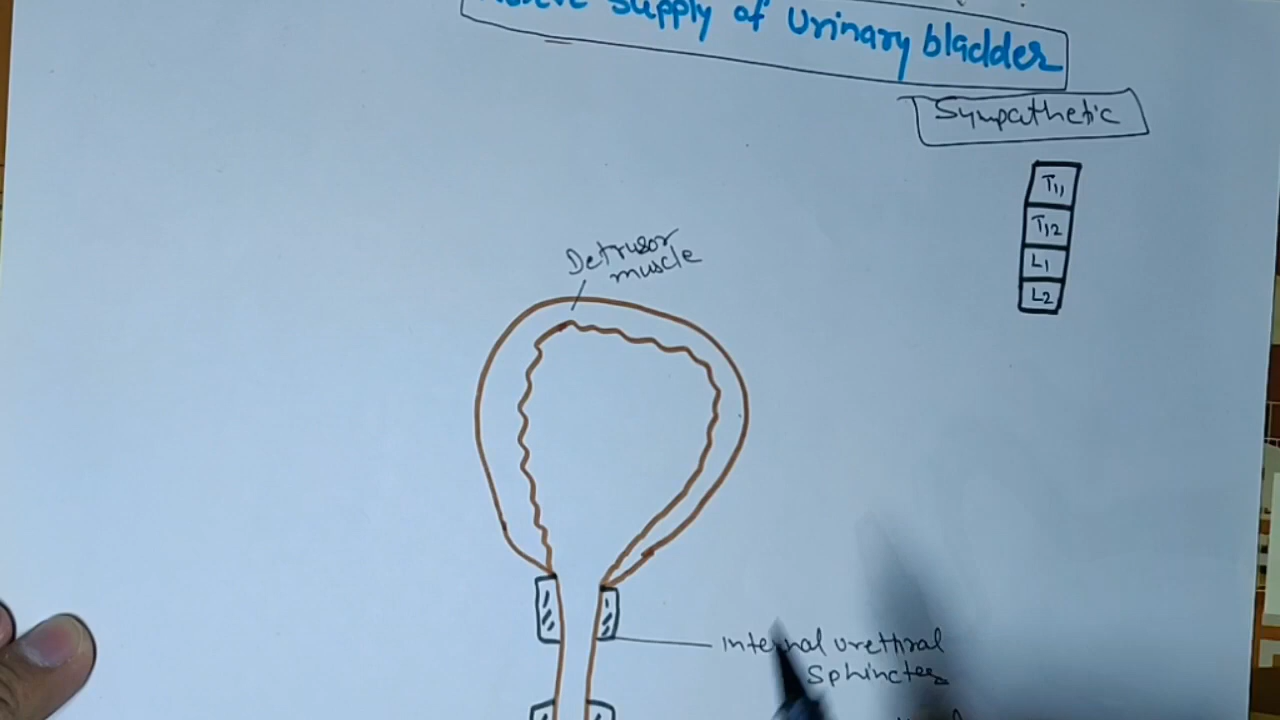 Supply of Urinary bladder
Sympathetic
T11
T12
L1
L2
Detrusor
muscle
Internal urethral
sphincter